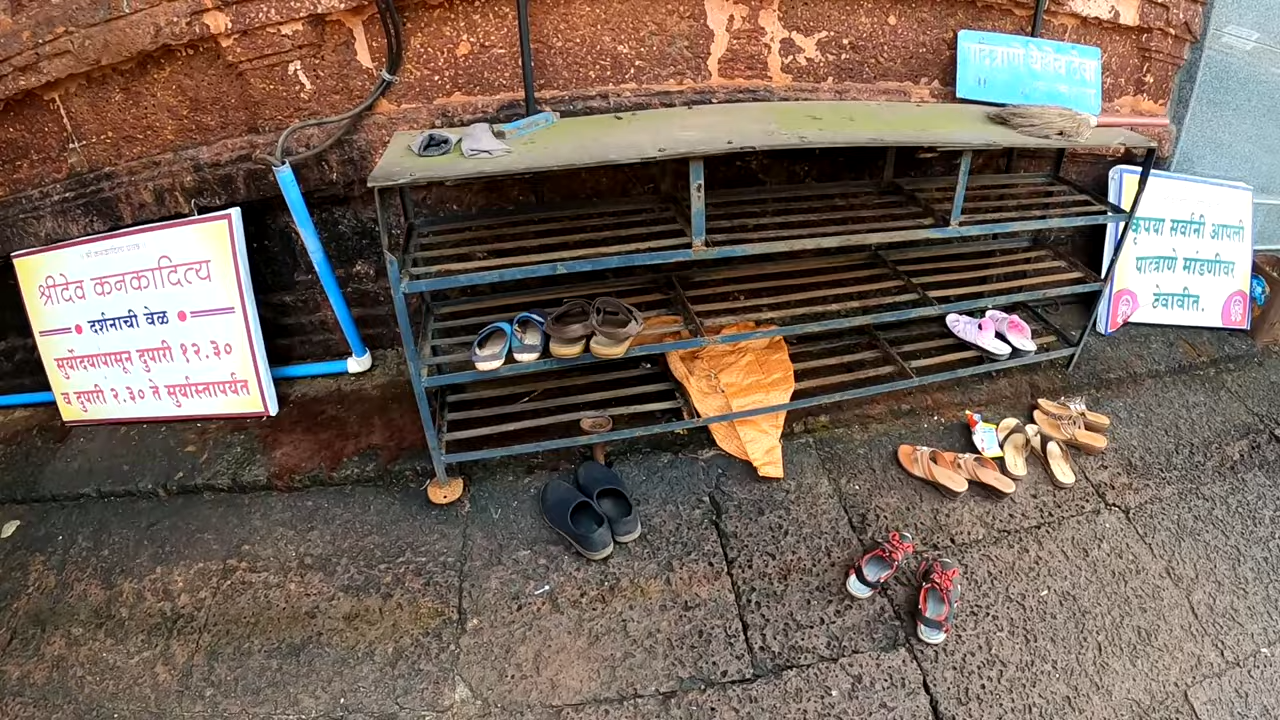 श्रीदेव कनकादित्य
दर्शनाची वेळ
सुर्योदयापासून दुपारी १२.३०
व दुपारी २.३० ते सुर्यास्तापर्यंत
पादत्राणे येथेच ठेवा
कृपया सर्वांनी आपली
पादत्राणे मांडणीवर
ठेवावीत.